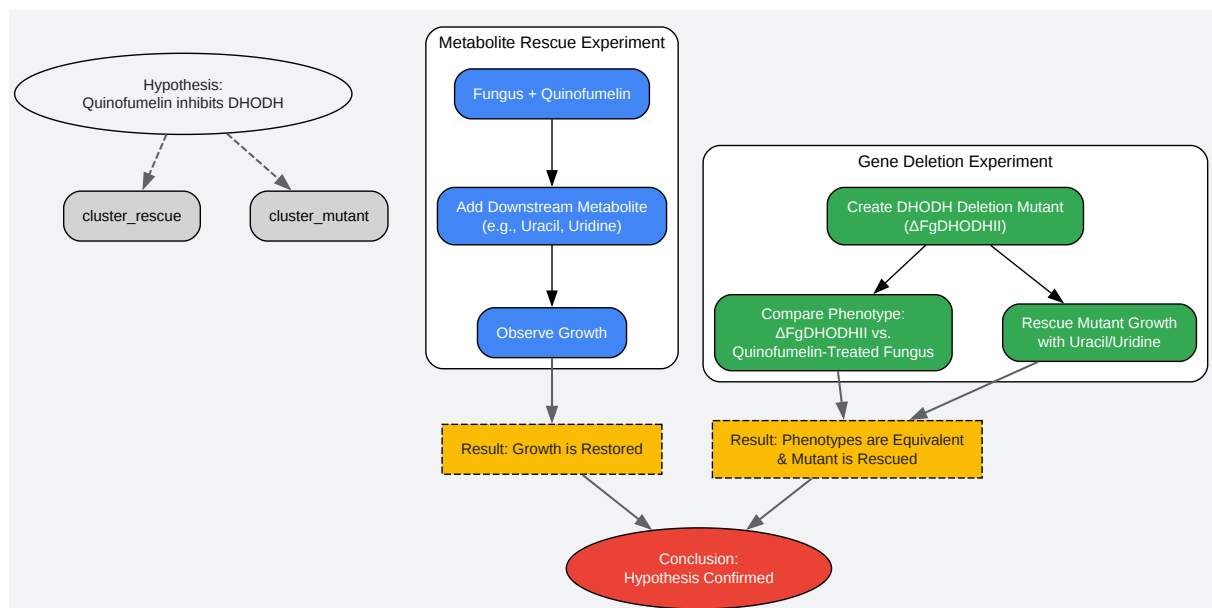 Hypothesis:
Quinofumelin inhibits DHODH
cluster_rescue
cluster_mutant
Metabolite Rescue Experiment
Fungus + Quinofumelin
Add Downstream Metabolite
(e.g., Uracil, Uridine)
Observe Growth
Gene Deletion Experiment
Create DHODH Deletion Mutant
(ΔFgDHODHII)
Compare Phenotype:
ΔFgDHODHII vs.
Quinofumelin-Treated Fungus
Rescue Mutant Growth
with Uracil/Uridine
Result: Growth is Restored
Result: Phenotypes are Equivalent
& Mutant is Rescued
Conclusion:
Hypothesis Confirmed